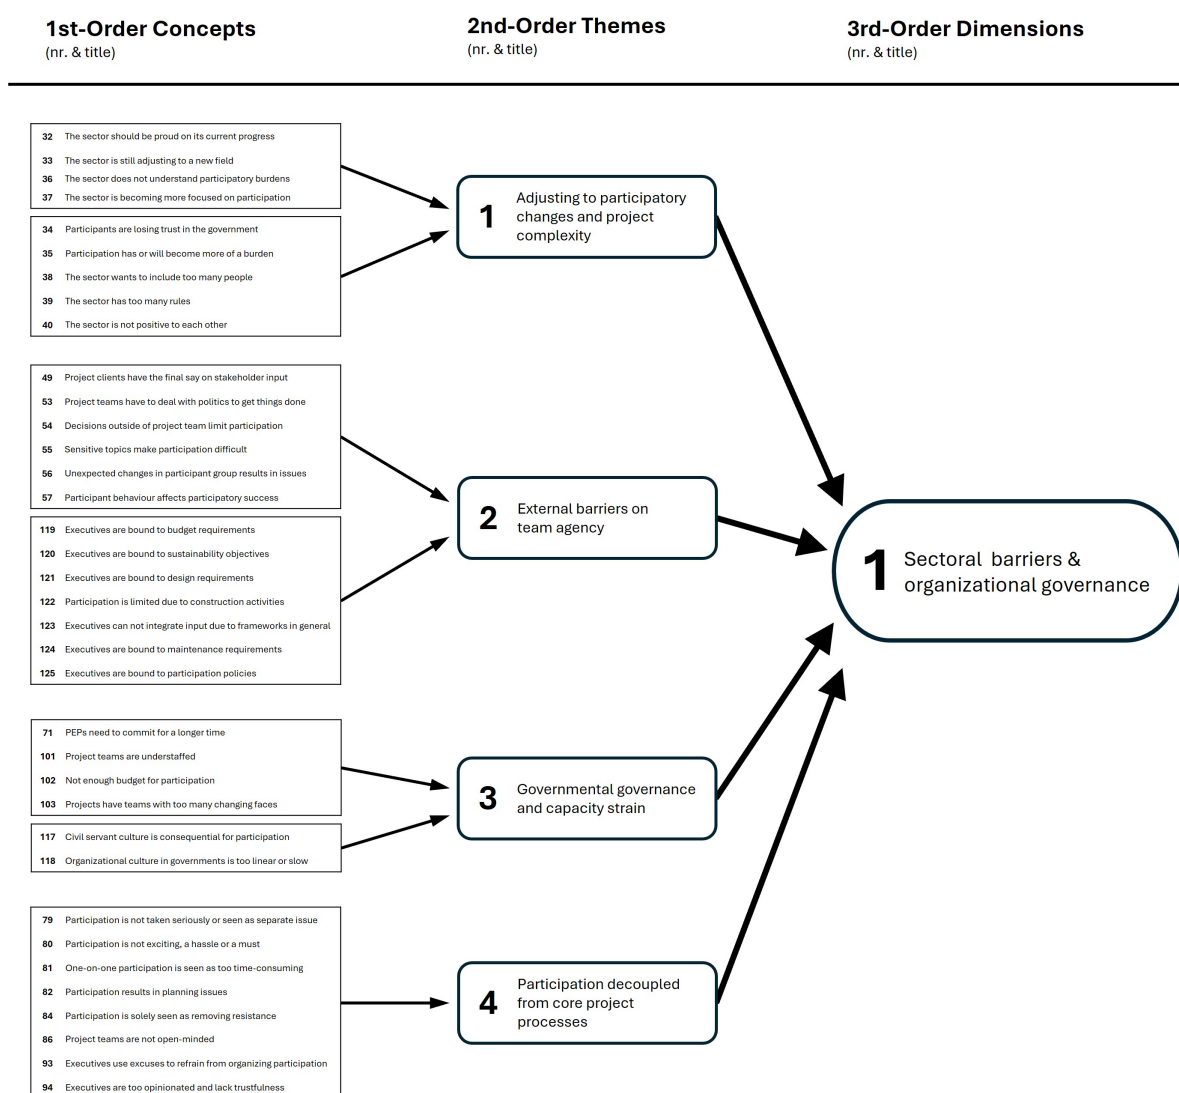 1st-Order Concepts
(nr. & title)
2nd-Order Themes
(nr. & title)
3rd-Order Dimensions
(nr. & title)
32 The sector should be proud on its current progress
33 The sector is still adjusting to a new field
36 The sector does not understand participatory burdens
37 The sector is becoming more focused on participation
34 Participants are losing trust in the government
35 Participation has or will become more of a burden
38 The sector wants to include too many people
39 The sector has too many rules
40 The sector is not positive to each other
1
Adjusting to participatory
changes and project
complexity
49 Project clients have the final say on stakeholder input
53 Project teams have to deal with politics to get things done
54 Decisions outside of project team limit participation
55 Sensitive topics make participation difficult
56 Unexpected changes in participant group results in issues
57 Participant behaviour affects participatory success
119 Executives are bound to budget requirements
120 Executives are bound to sustainability objectives
121 Executives are bound to design requirements
122 Participation is limited due to construction activities
123 Executives can not integrate input due to frameworks in general
124 Executives are bound to maintenance requirements
125 Executives are bound to participation policies
2
External barriers on
team agency
71 PEPs need to commit for a longer time
101 Project teams are understaffed
102 Not enough budget for participation
103 Projects have teams with too many changing faces
117 Civil servant culture is consequential for participation
118 Organizational culture in governments is too linear or slow
3
Governmental governance
and capacity strain
79 Participation is not taken seriously or seen as separate issue
80 Participation is not exciting, a hassle or a must
81 One-on-one participation is seen as too time-consuming
82 Participation results in planning issues
84 Participation is solely seen as removing resistance
86 Project teams are not open-minded
93 Executives use excuses to refrain from organizing participation
94 Executives are too opinionated and lack trustfulness
4
Participation decoupled
from core project
processes
1
Sectoral barriers &
organizational governance